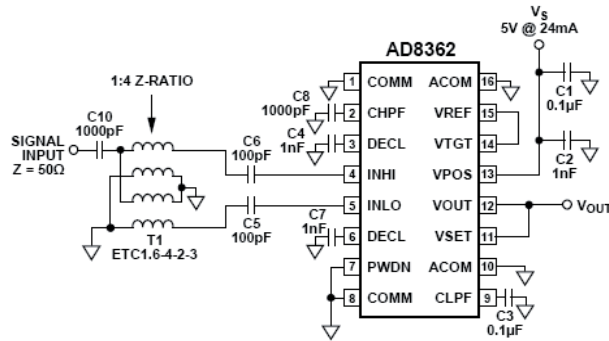 VS
5V @ 24mA
AD8362
1:4 Z-RATIO
C10
1000pF
SIGNAL
INPUT
Z = 50Ω
T1
ETC1.6-4-2-3
C8
1000pF
C4
1nF
C6
100pF
C5
100pF
C7
1nF
1 COMM ACOM 16
2 CHPF VREF 15
3 DECL VTGT 14
4 INHI VPOS 13
5 INLO VOUT 12
6 DECL VSET 11
7 PWDN ACOM 10
8 COMM CLPF 9
C1
0.1µF
C2
1nF
VOUT
C3
0.1µF